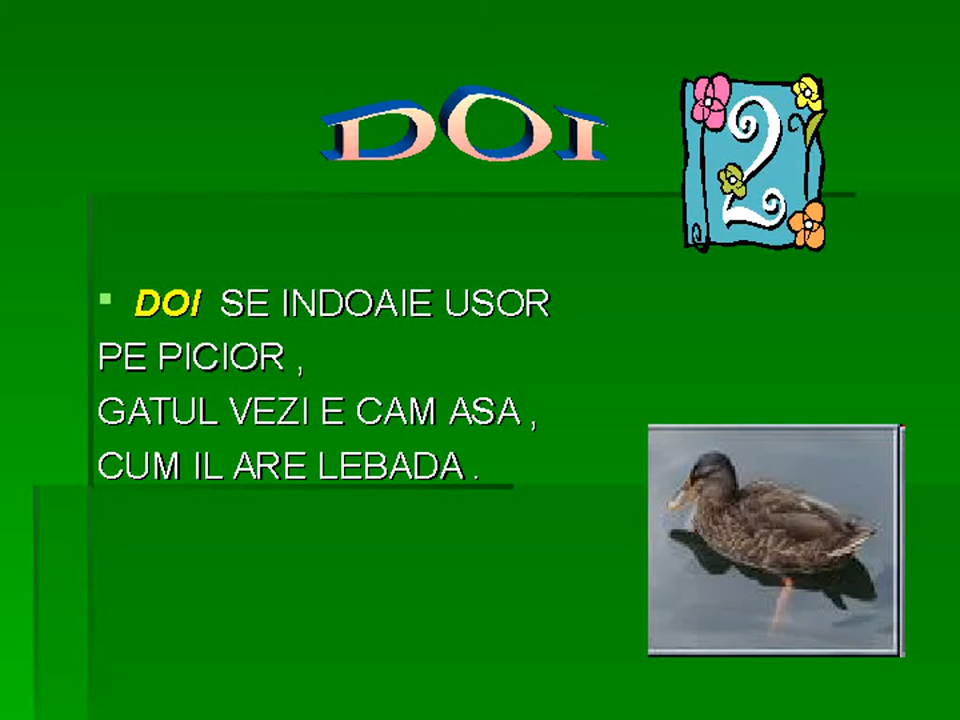 DOI
2
DOI SE INDOAIE USOR
PE PICIOR ,
GATUL VEZI E CAM ASA ,
CUM IL ARE LEBADA .